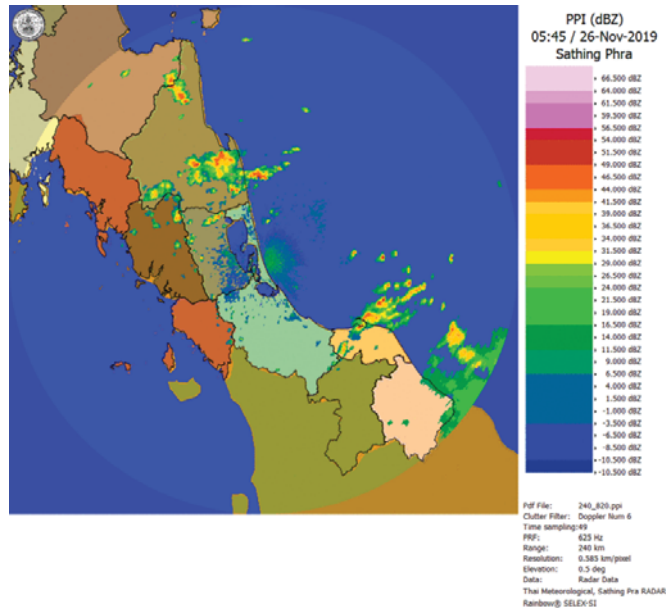 PPI (dBZ)
05:45 / 26-Nov-2019
Sathing Phra
66.500 dBZ
64.000 dBZ
61.500 dBZ
59.500 dBZ
56.500 dBZ
54.000 dBZ
51.500 dBZ
49.000 dBZ
46.500 dBZ
44.000 dBZ
41.500 dBZ
39.000 dBZ
36.500 dBZ
34.000 dBZ
31.500 dBZ
29.000 dBZ
26.500 dBZ
24.000 dBZ
21.500 dBZ
19.000 dBZ
16.500 dBZ
14.000 dBZ
11.500 dBZ
9.000 dBZ
6.500 dBZ
4.000 dBZ
1.500 dBZ
-1.000 dBZ
-3.500 dBZ
-6.500 dBZ
-8.500 dBZ
-10.500 dBZ
-10.500 dBZ
Pdf File: 240_820.ppi
Clutter Filter: Doppler Num 6
Time sampling:49
PRF: 625 Hz
Range: 240 km
Resolution: 0.585 km/pixel
Elevation: 0.5 deg
Data: Radar Data
Thai Meteorological, Sathing Pra RADAR
Rainbow® SELEX-SI